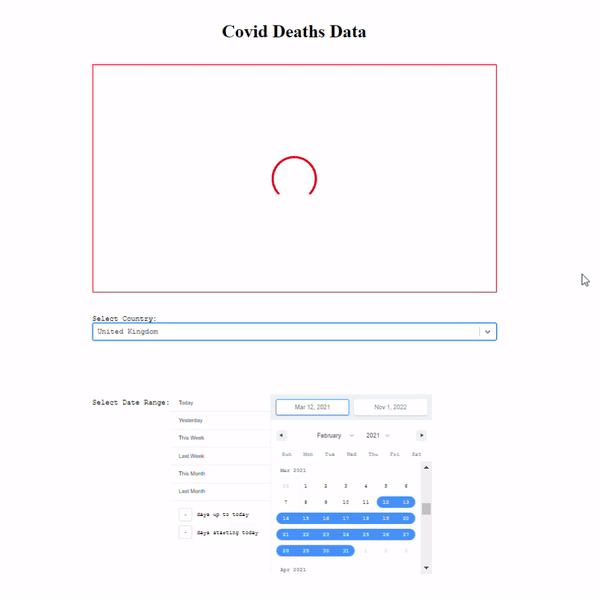 Covid Deaths Data
Select Country:
United Kingdom
Select Date Range:
Today
Yesterday
This Week
Last Week
This Month
Last Month
- days up to today
- days starting today
Mar 12, 2021 Nov 1, 2022
February 2021
Sun Mon Tue Wed Thu Fri Sat
Mar 2021
28 1 2 3 4 5 6
7 8 9 10 11 12 13
14 15 16 17 18 19 20
21 22 23 24 25 26 27
28 29 30 31 1 2 3
Apr 2021